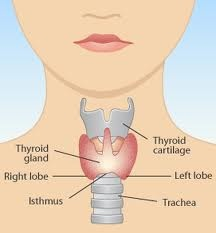 Thyroid
gland
Thyroid
cartilage
Right lobe
Left lobe
Isthmus
Trachea